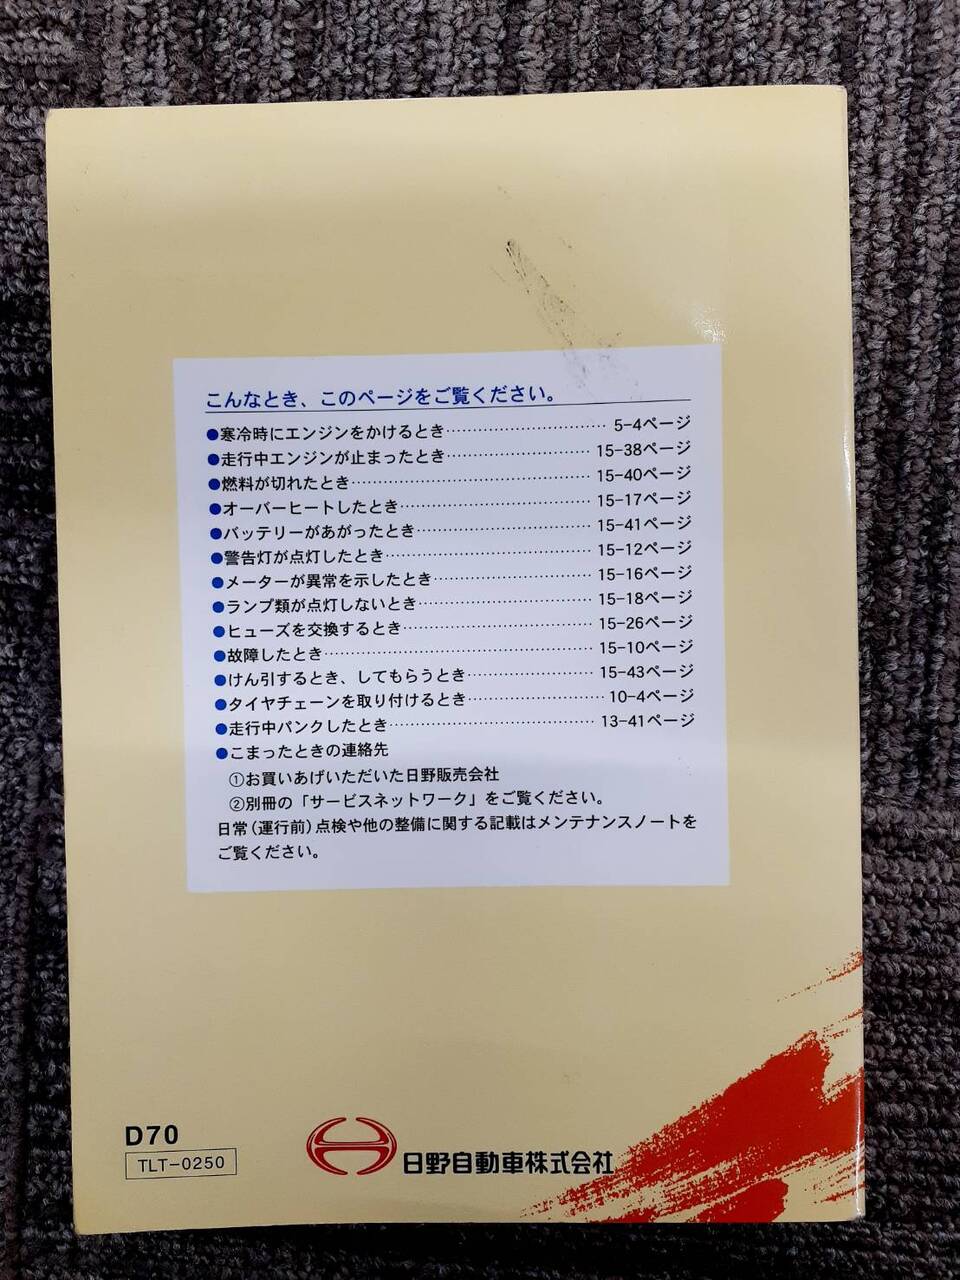 こんなとき、このページをご覧ください。
●寒冷時にエンジンをかけるとき…………………………5-4ページ
●走行中エンジンが止まったとき………………………15-38ページ
●燃料が切れたとき………………………………………15-40ページ
●オーバーヒートしたとき………………………………15-17ページ
●バッテリーがあがったとき……………………………15-41ページ
●警告灯が点灯したとき…………………………………15-12ページ
●メーターが異常を示したとき…………………………15-16ページ
●ランプ類が点灯しないとき……………………………15-18ページ
●ヒューズを交換するとき………………………………15-26ページ
●故障したとき……………………………………………15-10ページ
●けん引するとき、してもらうとき……………………15-43ページ
●タイヤチェーンを取り付けるとき……………………10-4ページ
●走行中パンクしたとき…………………………………13-41ページ
●こまったときの連絡先
①お買いあげいただいた日野販売会社
②別冊の「サービスネットワーク」をご覧ください。
日常(運行前)点検や他の整備に関する記載はメンテナンスノートを
ご覧ください。
D70
TLT-0250
日野自動車株式会社